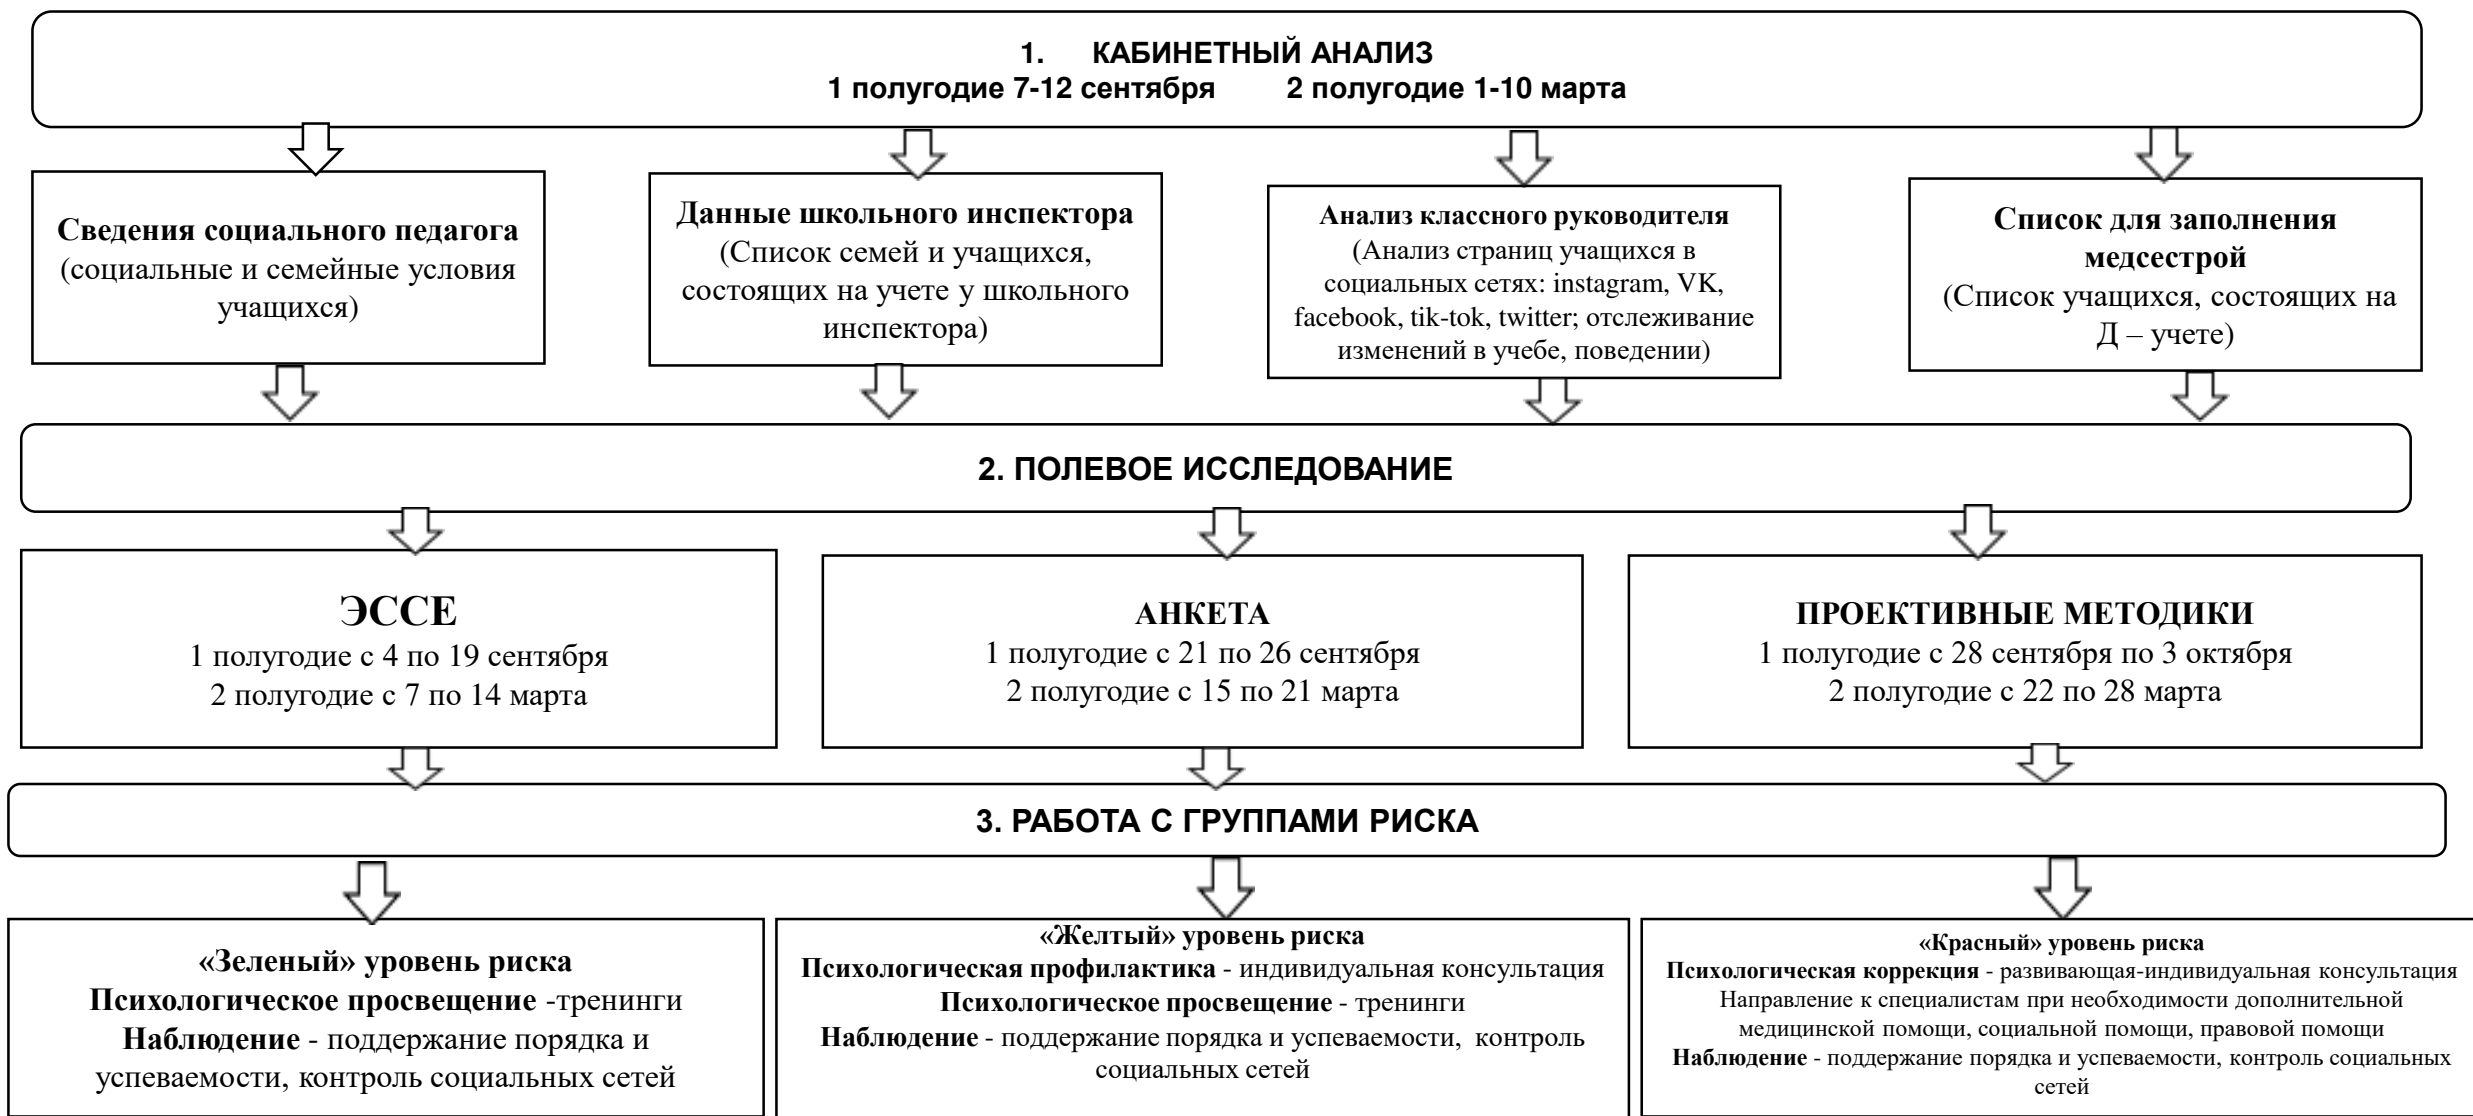 1. КАБИНЕТНЫЙ АНАЛИЗ
1 полугодие 7-12 сентября 2 полугодие 1-10 марта
Сведения социального педагога
(социальные и семейные условия
учащихся)
Данные школьного инспектора
(Список семей и учащихся,
состоящих на учете у школьного
инспектора)
Анализ классного руководителя
(Анализ страниц учащихся в
социальных сетях: instagram, VK,
facebook, tik-tok, twitter; отслеживание
изменений в учебе, поведении)
Список для заполнения
медсестрой
(Список учащихся, состоящих на
Д – учете)
2. ПОЛЕВОЕ ИССЛЕДОВАНИЕ
ЭССЕ
1 полугодие с 4 по 19 сентября
2 полугодие с 7 по 14 марта
АНКЕТА
1 полугодие с 21 по 26 сентября
2 полугодие с 15 по 21 марта
ПРОЕКТИВНЫЕ МЕТОДИКИ
1 полугодие с 28 сентября по 3 октября
2 полугодие с 22 по 28 марта
3. РАБОТА С ГРУППАМИ РИСКА
«Зеленый» уровень риска
Психологическое просвещение -тренинги
Наблюдение - поддержание порядка и
успеваемости, контроль социальных сетей
«Желтый» уровень риска
Психологическая профилактика - индивидуальная консультация
Психологическое просвещение - тренинги
Наблюдение - поддержание порядка и успеваемости, контроль
социальных сетей
«Красный» уровень риска
Психологическая коррекция - развивающая-индивидуальная консультация
Направление к специалистам при необходимости дополнительной
медицинской помощи, социальной помощи, правовой помощи
Наблюдение - поддержание порядка и успеваемости, контроль социальных
сетей